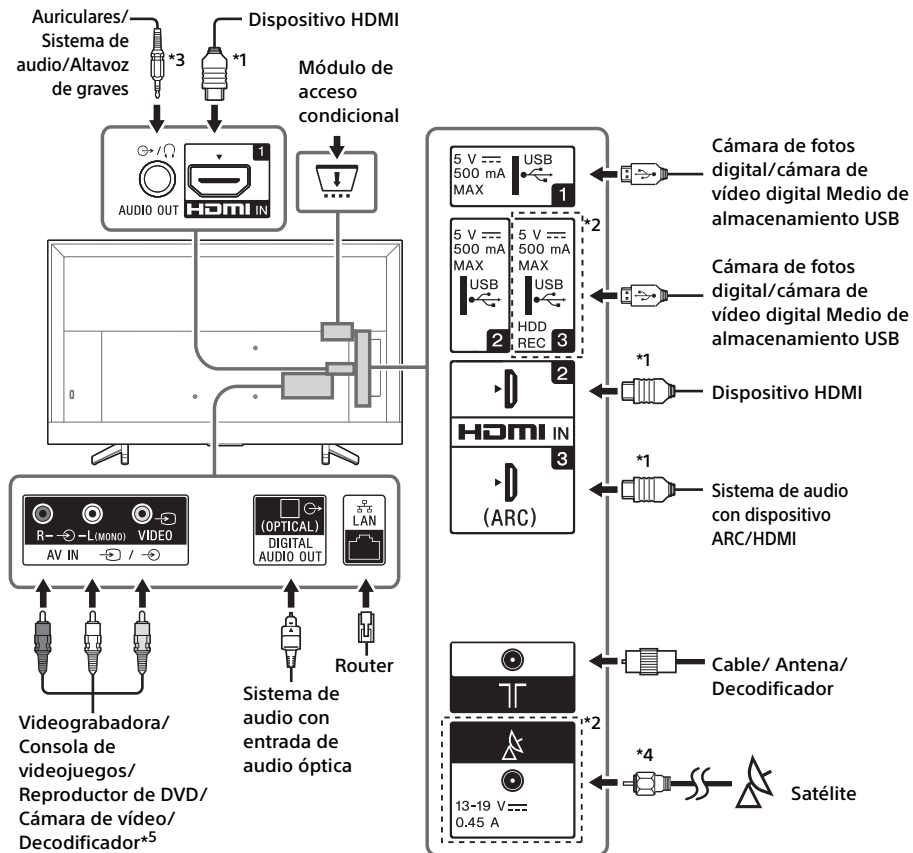 Auriculares/
Sistema de
audio/Altavoz
de graves
*3
*1
Dispositivo HDMI
Módulo de
acceso
condicional
AUDIO OUT
1
HDMI IN
5 V
500 mA
MAX
USB
1
Cámara de fotos
digital/cámara de
vídeo digital Medio de
almacenamiento USB
*2
5 V
500 mA
MAX
USB
2
5 V
500 mA
MAX
USB
HDD
REC 3
Cámara de fotos
digital/cámara de
vídeo digital Medio de
almacenamiento USB
2
*1
Dispositivo HDMI
HDMI IN
3
(ARC)
*1
Sistema de audio
con dispositivo
ARC/HDMI
R-
-L(MONO)
VIDEO
AV IN
/
(OPTICAL)
DIGITAL
AUDIO OUT
LAN
Videograbadora/
Consola de
videojuegos/
Reproductor de DVD/
Cámara de vídeo/
Decodificador*5
Sistema de
audio con
entrada de
audio óptica
Router
Cable/ Antena/
Decodificador
*2
13-19 V
0.45 A
*4
Satélite